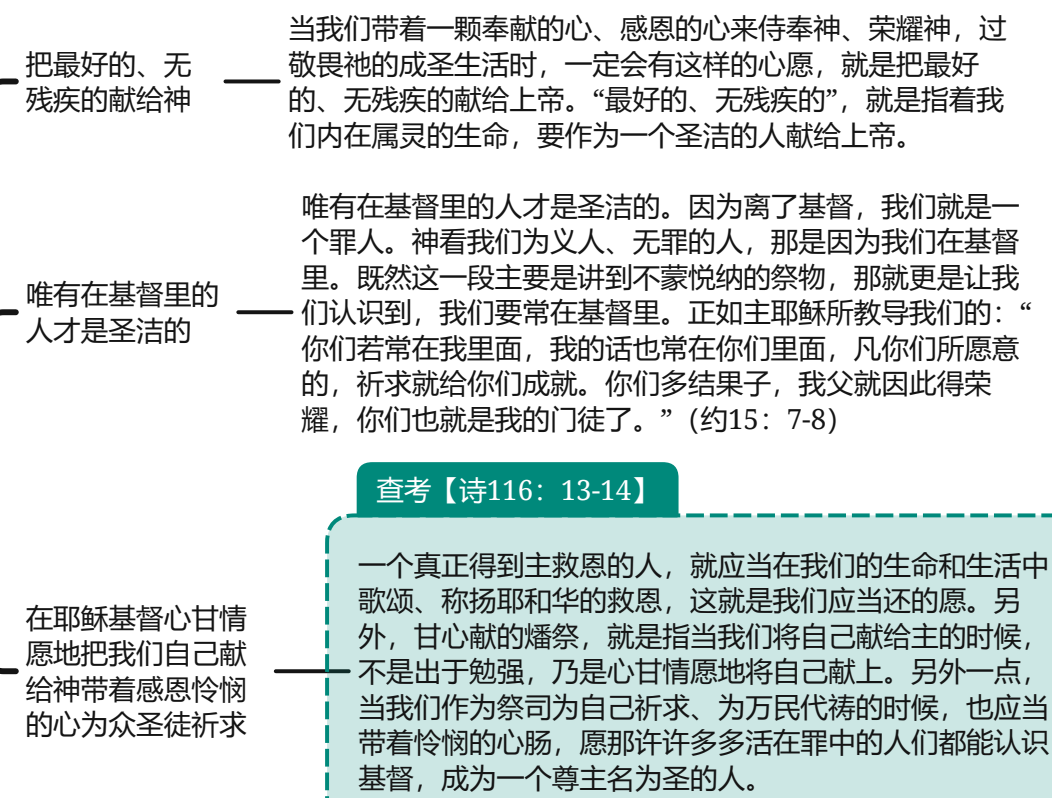 把最好的、无
残疾的献给神
当我们带着一颗奉献的心、感恩的心来侍奉神、荣耀神，过
敬畏祂的成圣生活时，一定会有这样的心愿，就是把最好
的、无残疾的献给上帝。“最好的、无残疾的”，就是指着我
们内在属灵的生命，要作为一个圣洁的人献给上帝。
唯有在基督里的
人才是圣洁的
唯有在基督里的人才是圣洁的。因为离了基督，我们就是一
个罪人。神看我们为义人、无罪的人，那是因为我们在基督
里。既然这一段主要是讲到不蒙悦纳的祭物，那就更是让我
们认识到，我们要常在基督里。正如主耶稣所教导我们的：“
你们若常在我里面，我的话也常在你们里面，凡你们所愿意
的，祈求就给你们成就。你们多结果子，我父就因此得荣
耀，你们也就是我的门徒了。”（约15：7-8）
查考【诗116：13-14】
在耶稣基督心甘情
愿地把我们自己献
给神带着感恩怜悯
的心为众圣徒祈求
一个真正得到主救恩的人，就应当在我们的生命和生活中
歌颂、称扬耶和华的救恩，这就是我们应当还的愿。另
外，甘心献的燔祭，就是指当我们将自己献给主的时候，
不是出于勉强，乃是心甘情愿地将自己献上。另外一点，
当我们作为祭司为自己祈求、为万民代祷的时候，也应当
带着怜悯的心肠，愿那许许多多活在罪中的人们都能认识
基督，成为一个尊主名为圣的人。